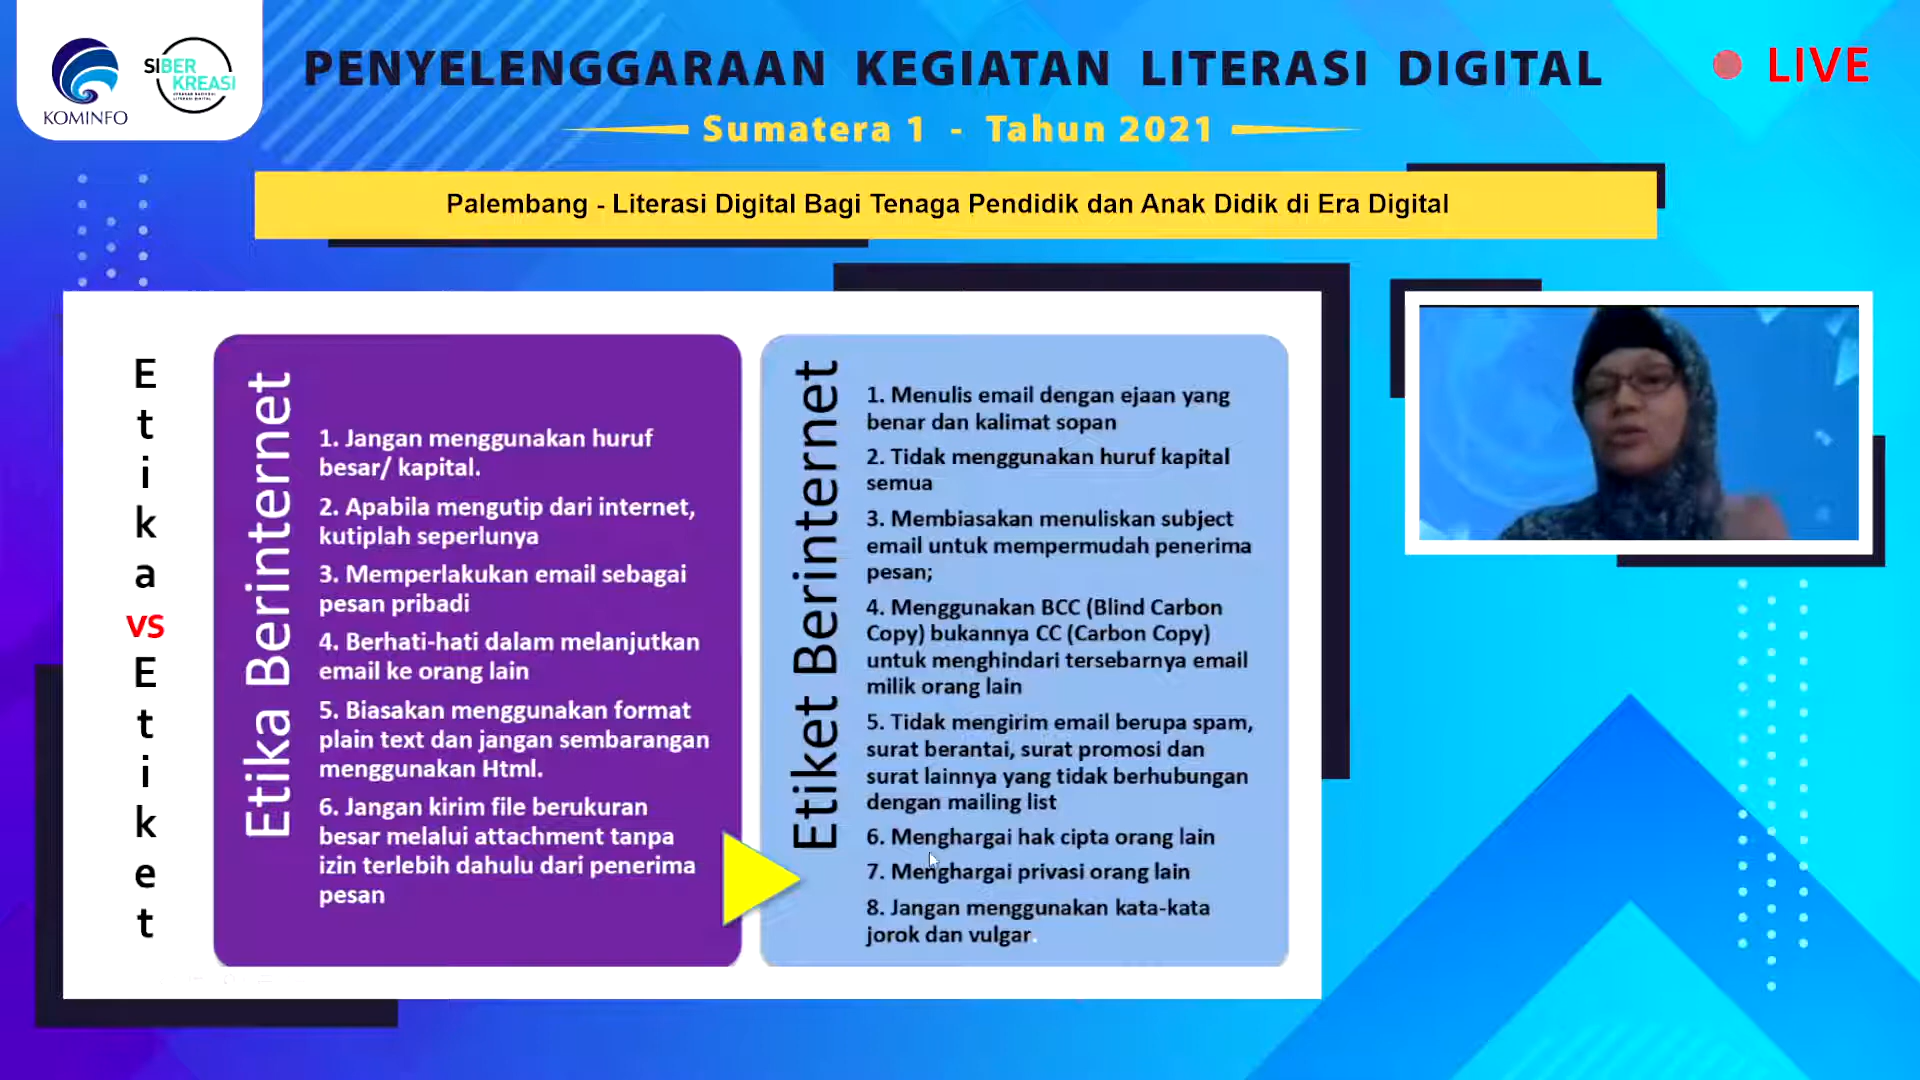 KOMINFO
SIBER
KREASI
PENYELENGGARAAN KEGIATAN LITERASI DIGITAL
LIVE
Sumatera 1 - Tahun 2021
Palembang - Literasi Digital Bagi Tenaga Pendidik dan Anak Didik di Era Digital
Etika
vs
Etiket
Etika Berinternet
1. Jangan menggunakan huruf
besar/ kapital.
2. Apabila mengutip dari internet,
kutiplah seperlunya
3. Memperlakukan email sebagai
pesan pribadi
4. Berhati-hati dalam melanjutkan
email ke orang lain
5. Biasakan menggunakan format
plain text dan jangan sembarangan
menggunakan Html.
6. Jangan kirim file berukuran
besar melalui attachment tanpa
izin terlebih dahulu dari penerima
pesan
Etiket Berinternet
1. Menulis email dengan ejaan yang
benar dan kalimat sopan
2. Tidak menggunakan huruf kapital
semua
3. Membiasakan menuliskan subject
email untuk mempermudah penerima
pesan;
4. Menggunakan BCC (Blind Carbon
Copy) bukannya CC (Carbon Copy)
untuk menghindari tersebarnya email
milik orang lain
5. Tidak mengirim email berupa spam,
surat berantai, surat promosi dan
surat lainnya yang tidak berhubungan
dengan mailing list
6. Menghargai hak cipta orang lain
7. Menghargai privasi orang lain
8. Jangan menggunakan kata-kata
jorok dan vulgar.